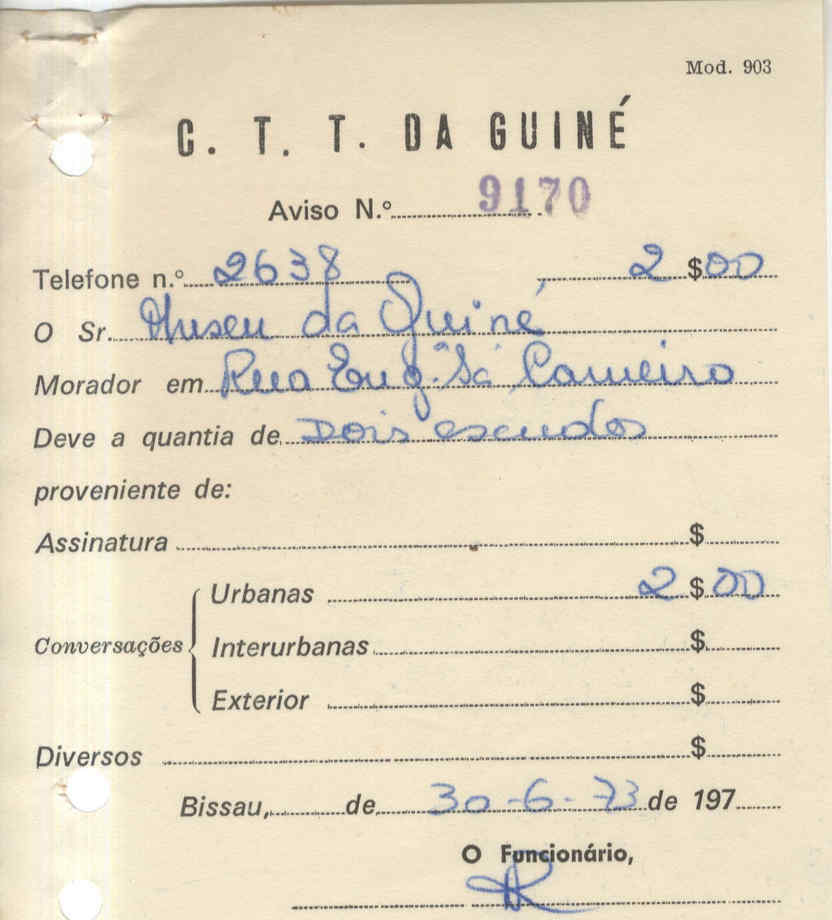 Mod. 903
C. T. T. DA GUINÉ
Aviso N.º 9170
Telefone n.º 2638 2 $00
O Sr. Museu da Guiné
Morador em Rua Eng.º Sá Carneiro
Deve a quantia de Dois escudos
proveniente de:
Assinatura $
Urbanas 2 $00
Conversações Interurbanas $
Exterior $
Diversos $
Bissau, de 30-6-73 de 197
O Funcionário,